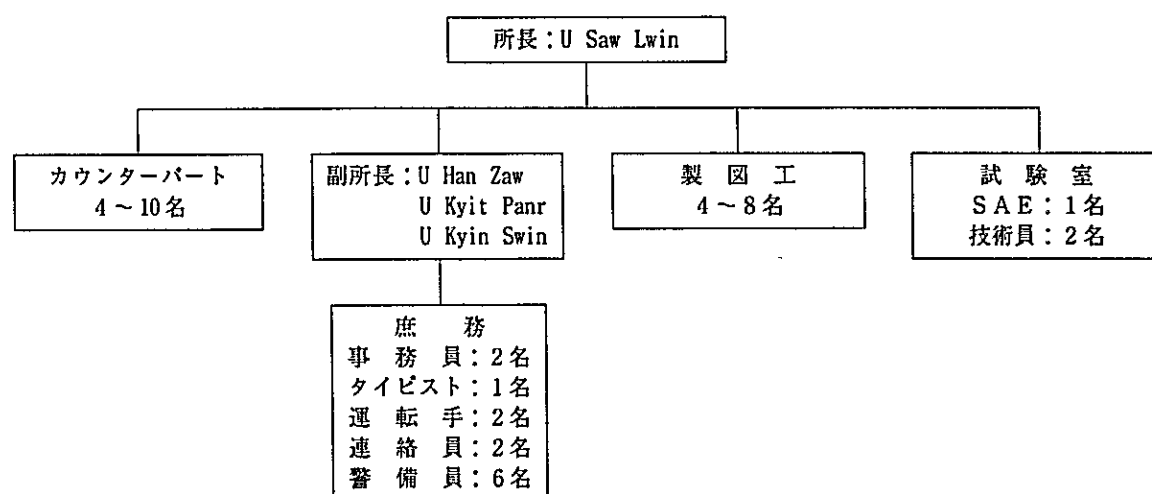 所長：U Saw Lwin
カウンターパート
4～10名
副所長：U Han Zaw
U Kyit Panr
U Kyin Swin
製図工
4～8名
試験室
SAE：1名
技術員：2名
庶務
事務員：2名
タイピスト：1名
運転手：2名
連絡員：2名
警備員：6名